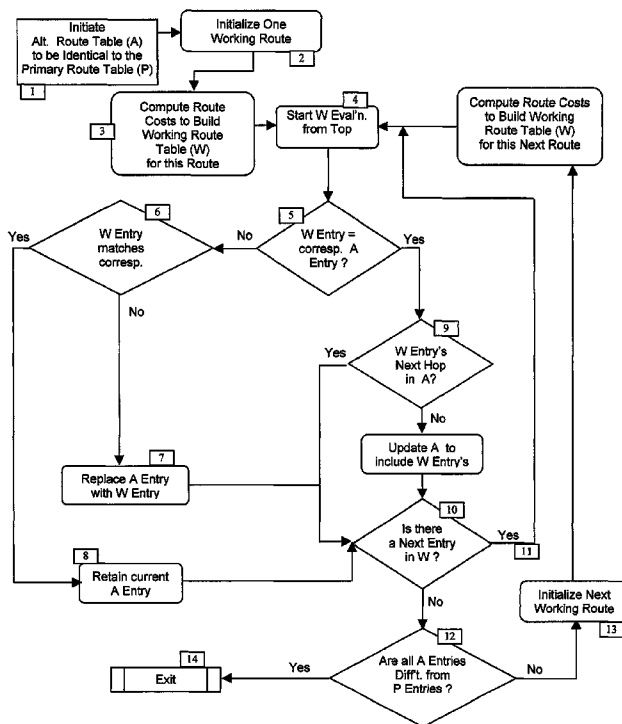 Initiate
Alt. Route Table (A)
to be Identical to the
Primary Route Table (P)
1
Initialize One
Working Route
2
3
Compute Route
Costs to Build
Working Route
Table (W)
for this Route
4
Start W Eval'n.
from Top
Compute Route Costs
to Build Working
Route Table (W)
for this Next Route
Yes
6
W Entry
matches
corresp.
No
5
W Entry =
corresp. A
Entry ?
Yes
No
9
Yes
W Entry's
Next Hop
in A?
No
Update A to
include W Entry's
7
Replace A Entry
with W Entry
10
Is there
a Next Entry
in W ?
Yes
11
8
Retain current
A Entry
No
Initialize Next
Working Route
13
12
Are all A Entries
Diff't. from
P Entries ?
Yes
No
14
Exit